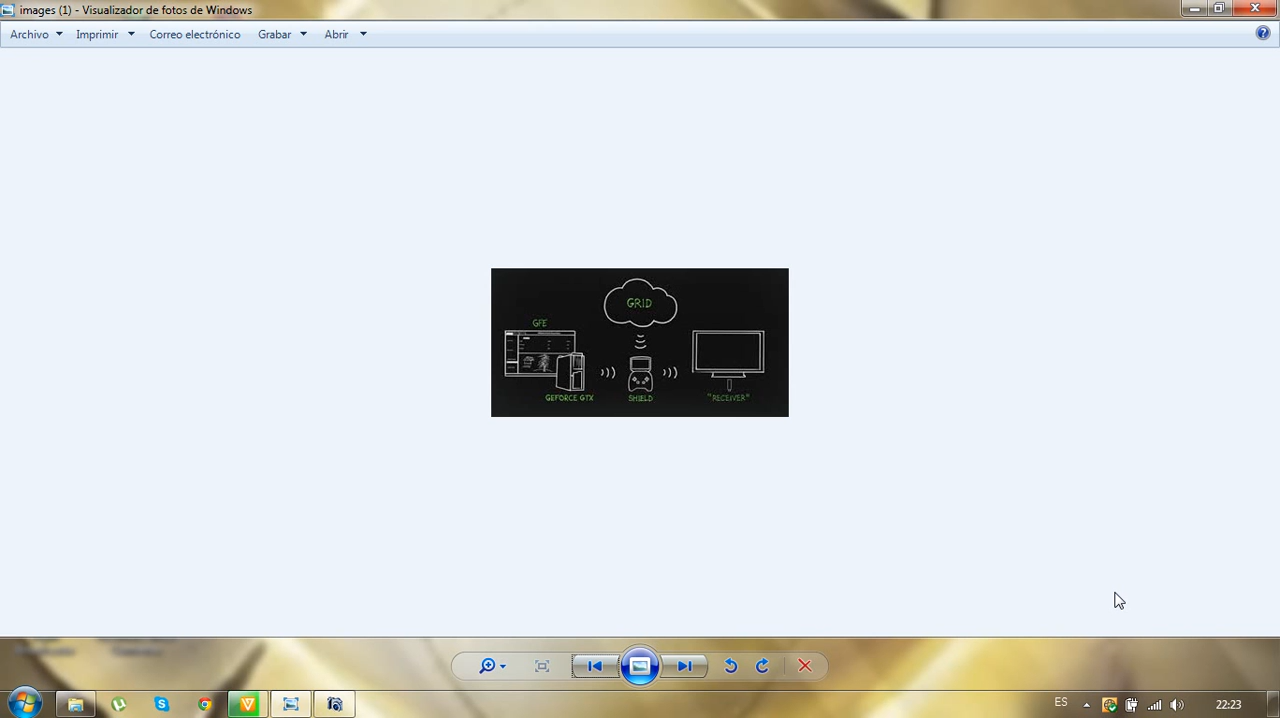 images (1) - Visualizador de fotos de Windows
Archivo Imprimir Correo electrónico Grabar Abrir
GRID
GFE
GEFORCE GTX SHIELD "RECEIVER"
ES 22:23